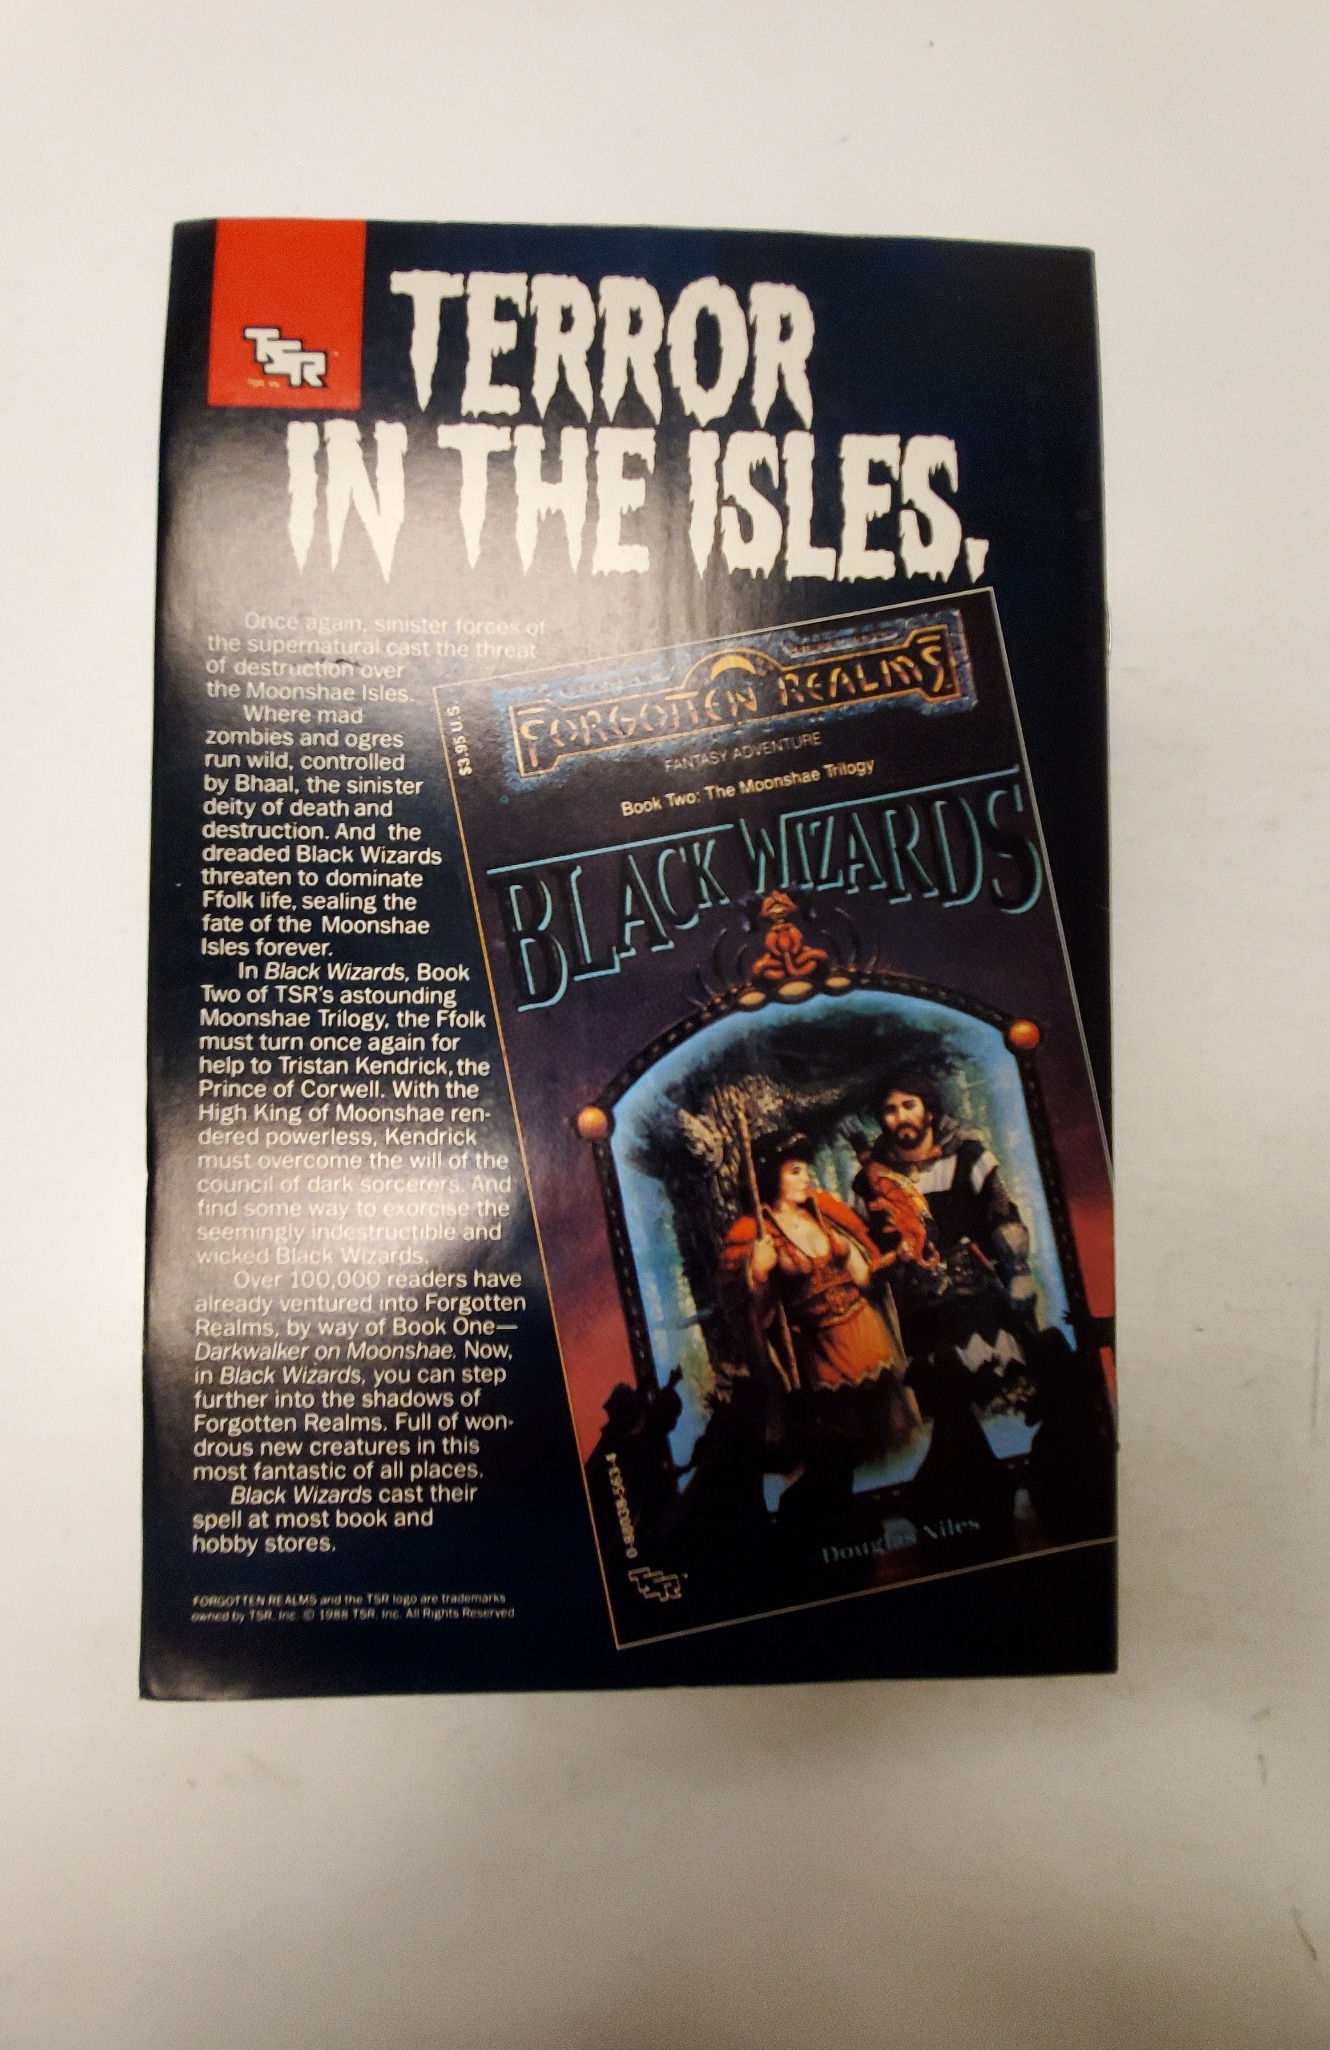 TSR
TERROR
IN THE ISLES.
Once again, sinister forces of
the supernatural cast the threat
of destruction over
the Moonshae Isles.
Where mad
zombies and ogres
run wild, controlled
by Bhaal, the sinister
deity of death and
destruction. And the
dreaded Black Wizards
threaten to dominate
Ffolk life, sealing the
fate of the Moonshae
Isles forever.
In Black Wizards, Book
Two of TSR's astounding
Moonshae Trilogy, the Ffolk
must turn once again for
help to Tristan Kendrick, the
Prince of Corwell. With the
High King of Moonshae ren-
dered powerless, Kendrick
must overcome the will of the
council of dark sorcerers. And
find some way to exorcise the
seemingly indestructible and
wicked Black Wizards.
Over 100,000 readers have
already ventured into Forgotten
Realms, by way of Book One—
Darkwalker on Moonshae. Now,
in Black Wizards, you can step
further into the shadows of
Forgotten Realms. Full of won-
drous new creatures in this
most fantastic of all places.
Black Wizards cast their
spell at most book and
hobby stores.
FORGOTTEN REALMS and the TSR logo are trademarks
owned by TSR, Inc. © 1988 TSR, Inc. All Rights Reserved
$3.95 U.S.
FORGOTTEN REALMS
FANTASY ADVENTURE
Book Two: The Moonshae Trilogy
BLACK WIZARDS
Douglas Niles
0-88038-563-4
TSR